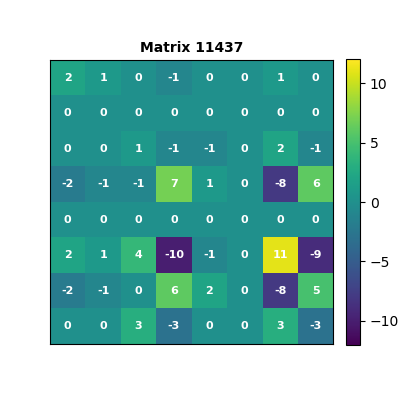 Matrix 11437
2 1 0 -1 0 0 1 0
0 0 0 0 0 0 0 0
0 0 1 -1 -1 0 2 -1
-2 -1 -1 7 1 0 -8 6
0 0 0 0 0 0 0 0
2 1 4 -10 -1 0 11 -9
-2 -1 0 6 2 0 -8 5
0 0 3 -3 0 0 3 -3
10
5
0
−5
−10